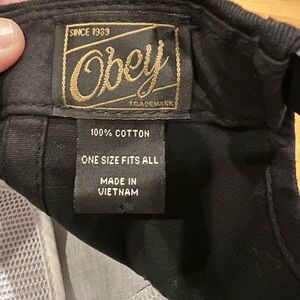 SINCE 1989
Obey
TRADEMARK
100% COTTON
ONE SIZE FITS ALL
MADE IN
VIETNAM